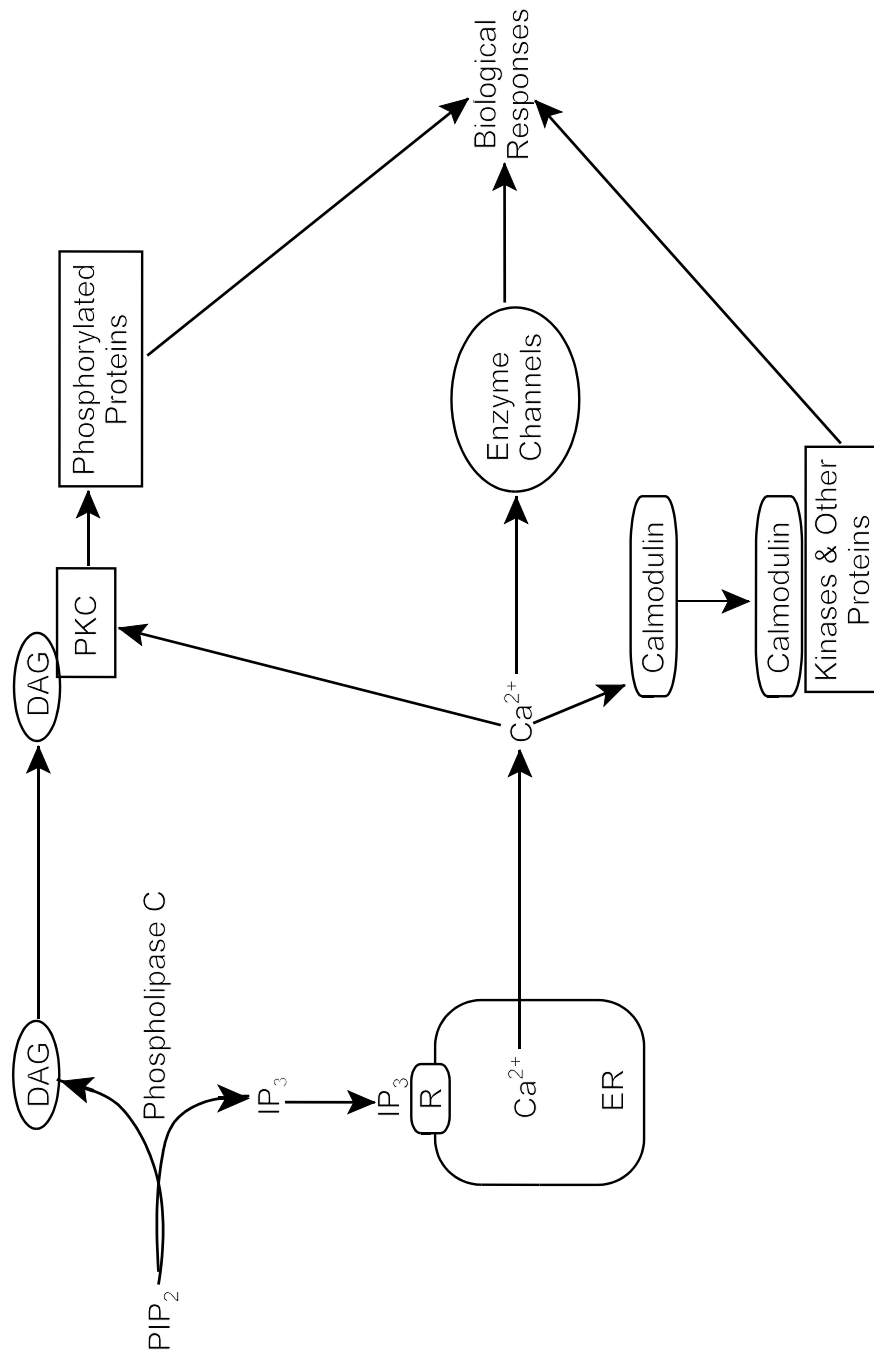 PIP₂
DAG
Phospholipase C
IP₃
IP₃
R
Ca²⁺
ER
DAG
PKC
Phosphorylated
Proteins
Ca²⁺
Enzyme
Channels
Calmodulin
Calmodulin
Kinases & Other
Proteins
Biological
Responses